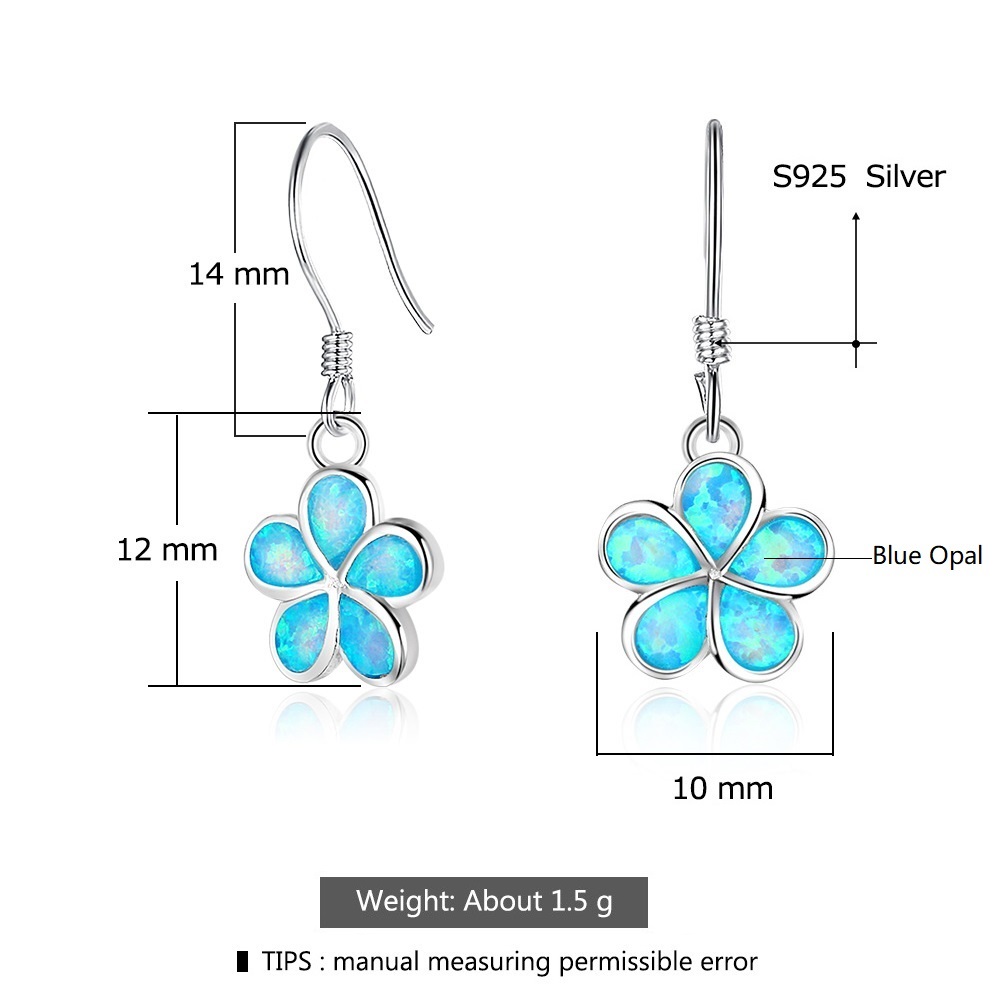 S925 Silver
14 mm
12 mm
Blue Opal
10 mm
Weight: About 1.5 g
TIPS : manual measuring permissible error